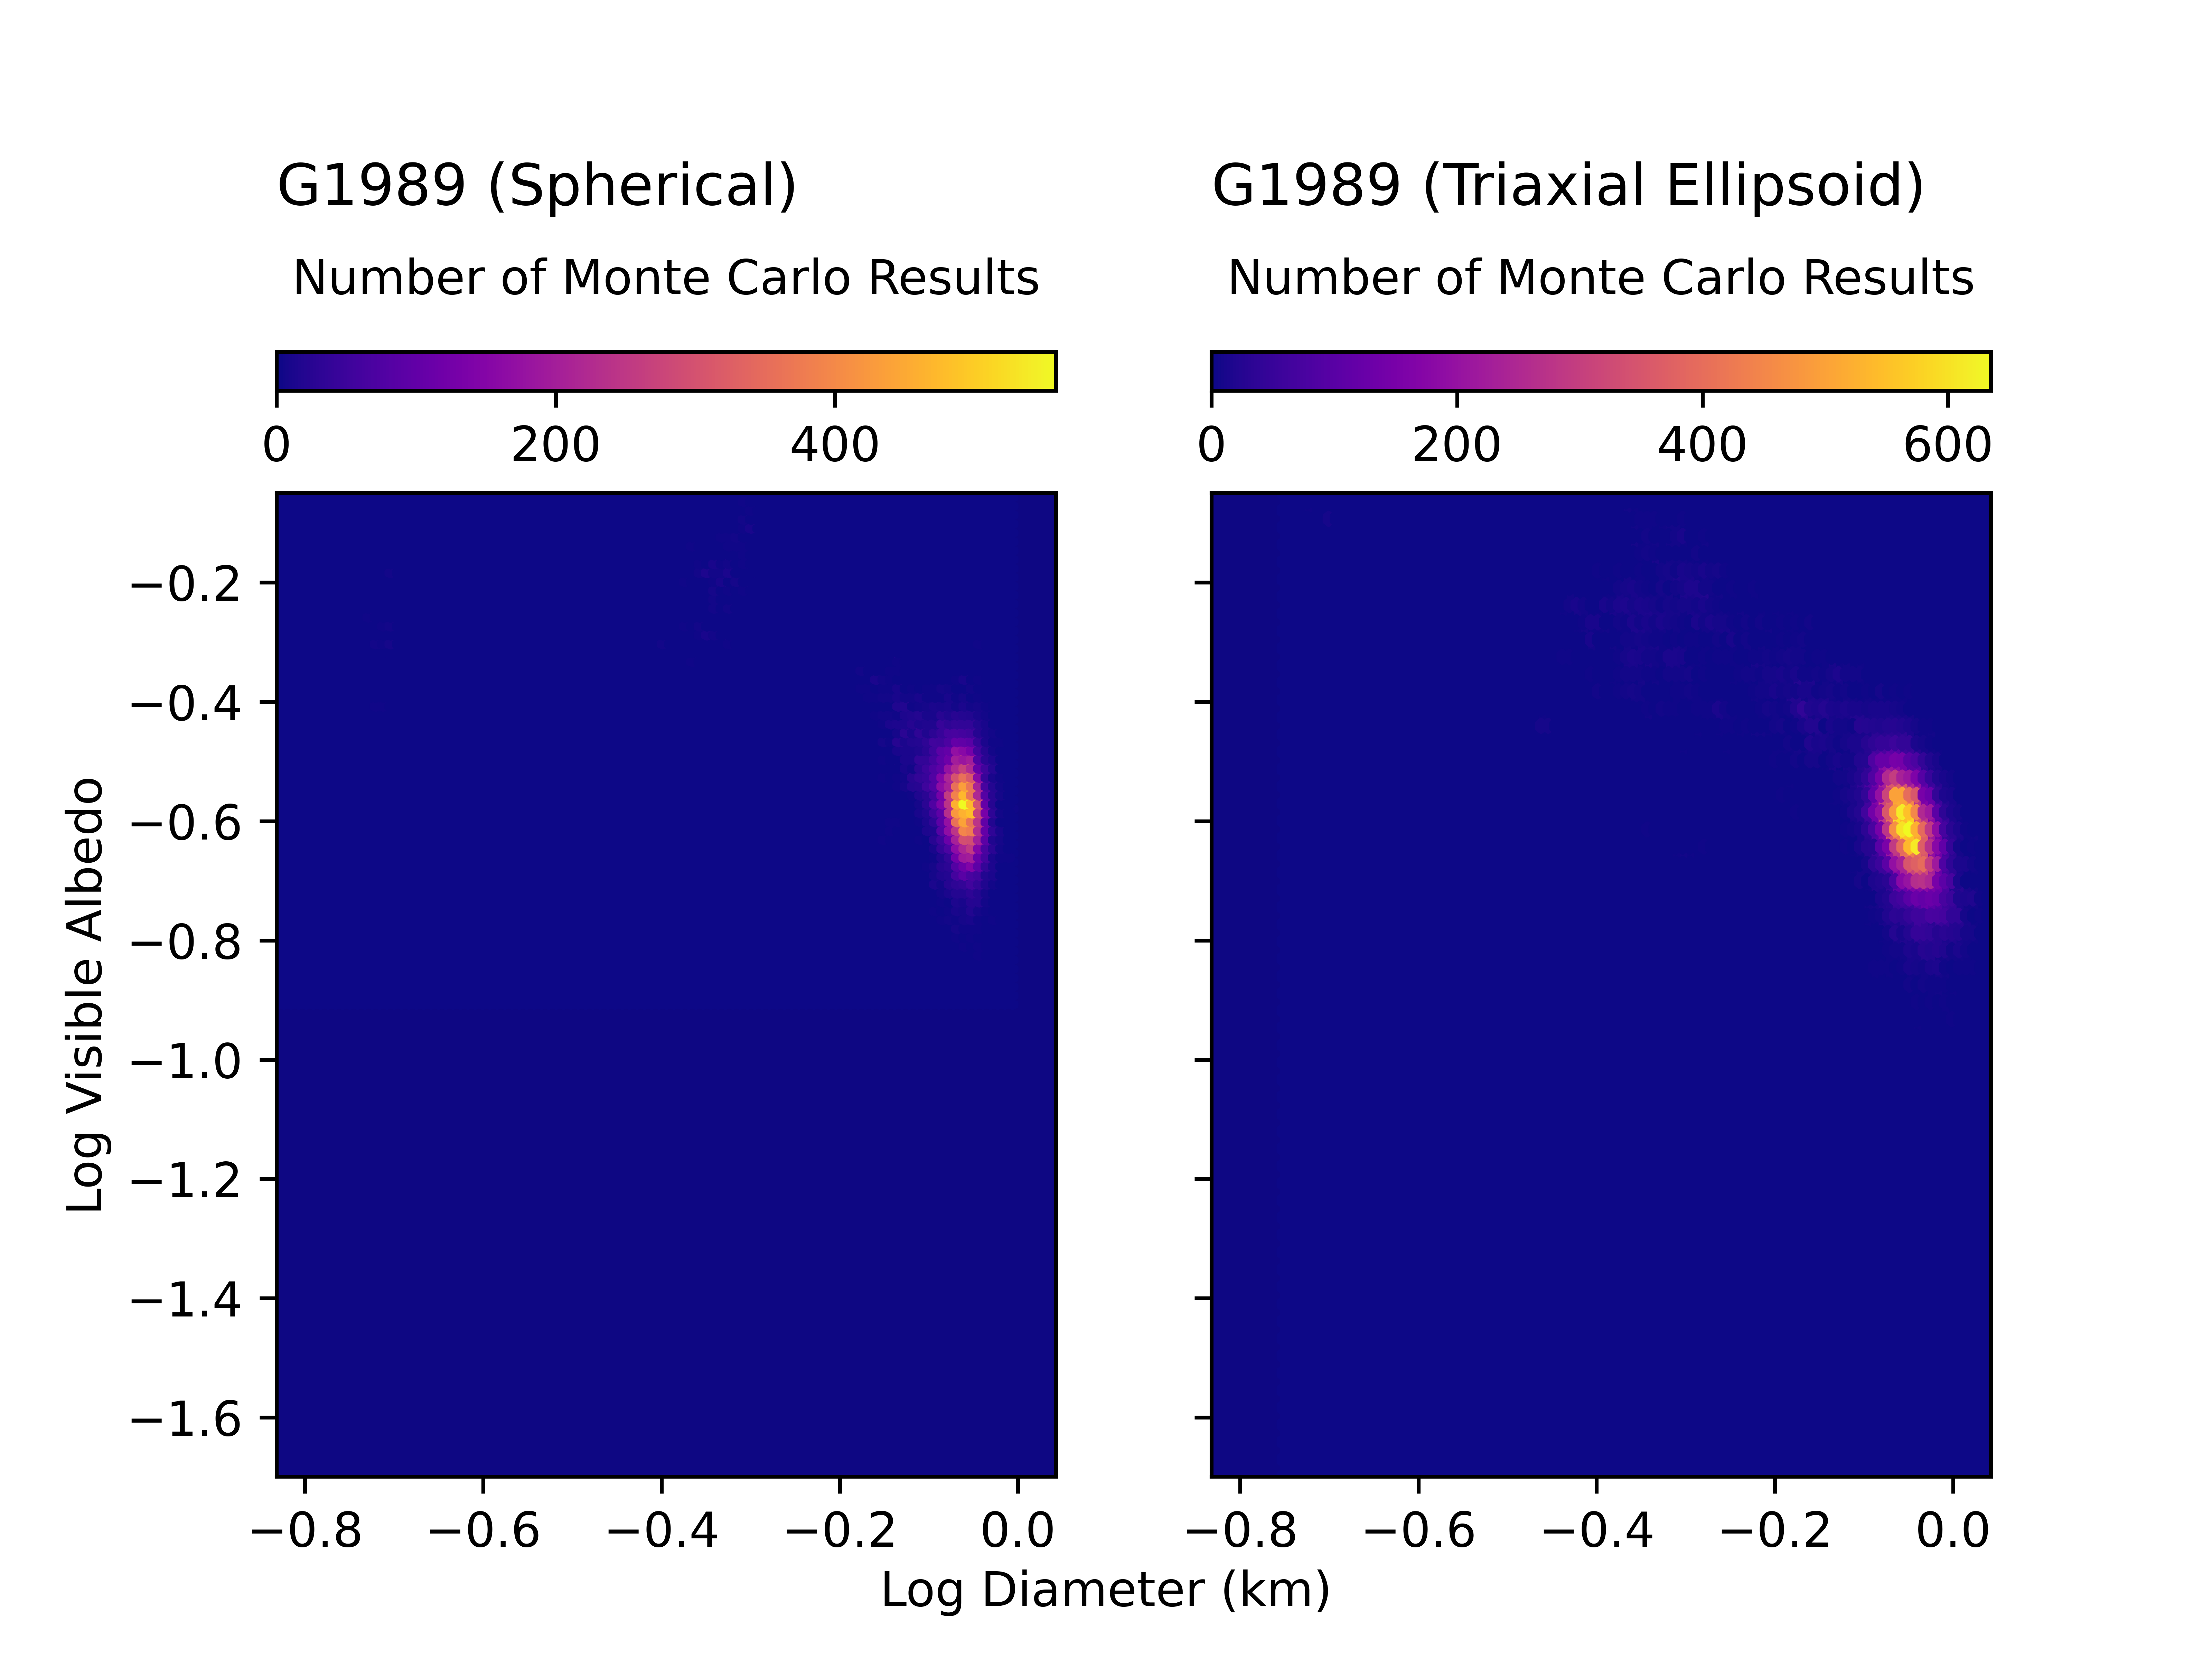 G1989 (Spherical)
Number of Monte Carlo Results
0 200 400
G1989 (Triaxial Ellipsoid)
Number of Monte Carlo Results
0 200 400 600
Log Visible Albedo
−0.2
−0.4
−0.6
−0.8
−1.0
−1.2
−1.4
−1.6
−0.8 −0.6 −0.4 −0.2 0.0
−0.8 −0.6 −0.4 −0.2 0.0
Log Diameter (km)